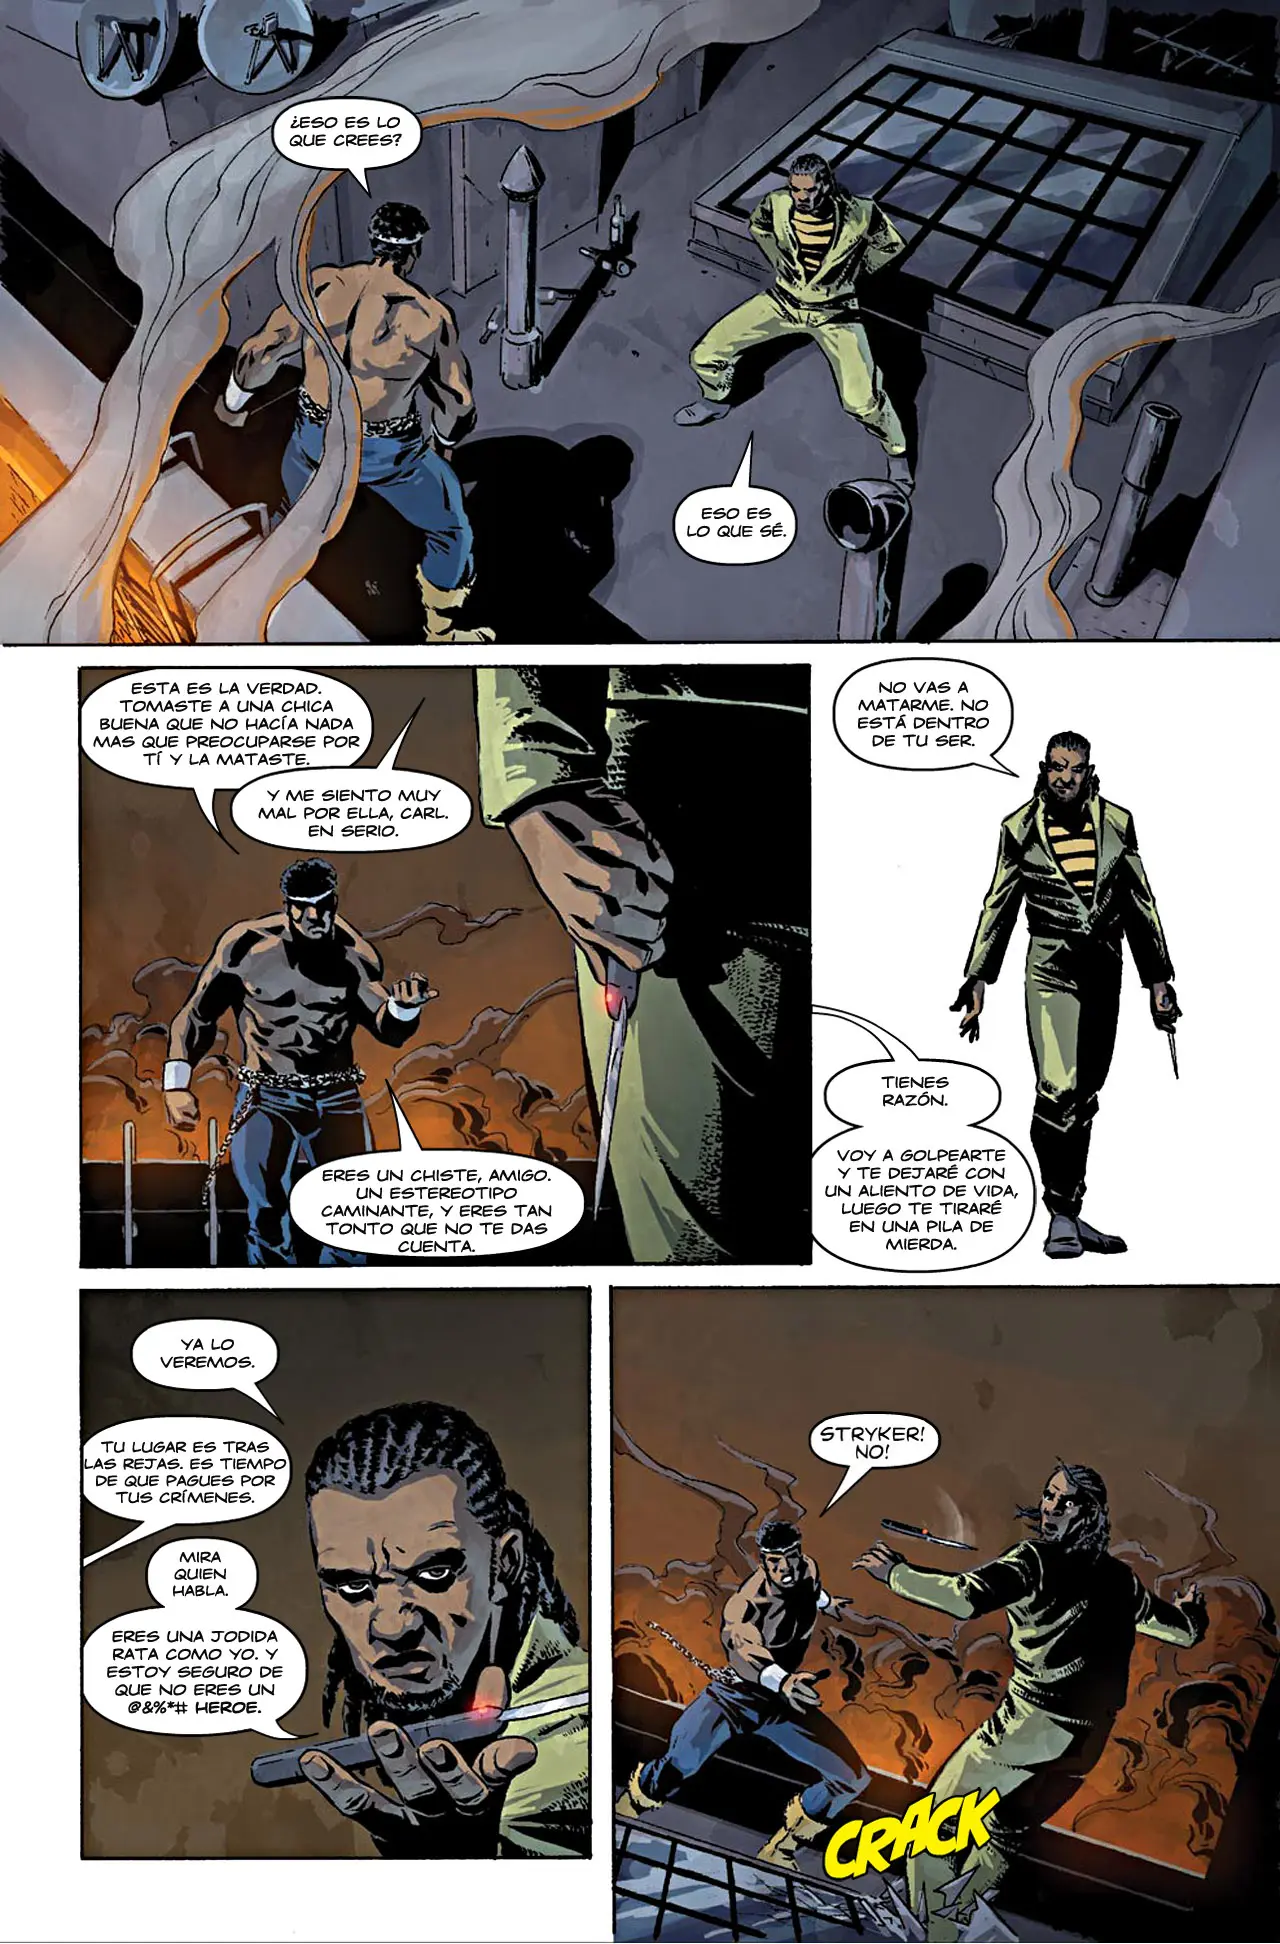 ¿ESO ES LO
QUE CREES?
ESO ES
LO QUE SÉ.
ESTA ES LA VERDAD.
TOMASTE A UNA CHICA
BUENA QUE NO HACÍA NADA
MAS QUE PREOCUPARSE POR
TÍ Y LA MATASTE.
Y ME SIENTO MUY
MAL POR ELLA, CARL.
EN SERIO.
ERES UN CHISTE, AMIGO.
UN ESTEREOTIPO
CAMINANTE, Y ERES TAN
TONTO QUE NO TE DAS
CUENTA.
NO VAS A
MATARME. NO
ESTÁ DENTRO
DE TU SER.
TIENES
RAZÓN.
VOY A GOLPEARTE
Y TE DEJARÉ CON
UN ALIENTO DE VIDA,
LUEGO TE TIRARÉ
EN UNA PILA DE
MIERDA.
YA LO
VEREMOS.
TU LUGAR ES TRAS
LAS REJAS. ES TIEMPO
DE QUE PAGUES POR
TUS CRÍMENES.
MIRA
QUIEN
HABLA.
ERES UNA JODIDA
RATA COMO YO. Y
ESTOY SEGURO DE
QUE NO ERES UN
@&%*# HEROE.
STRYKER!
NO!
CRACK